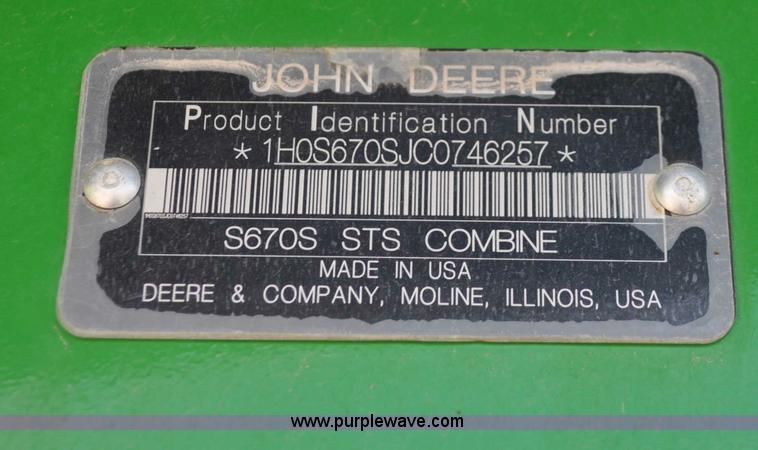 JOHN DEERE
Product Identification Number
*1H0S670SJC0746257*
1H0S670SJC0746257
S670S STS COMBINE
MADE IN USA
DEERE & COMPANY, MOLINE, ILLINOIS, USA
www.purplewave.com